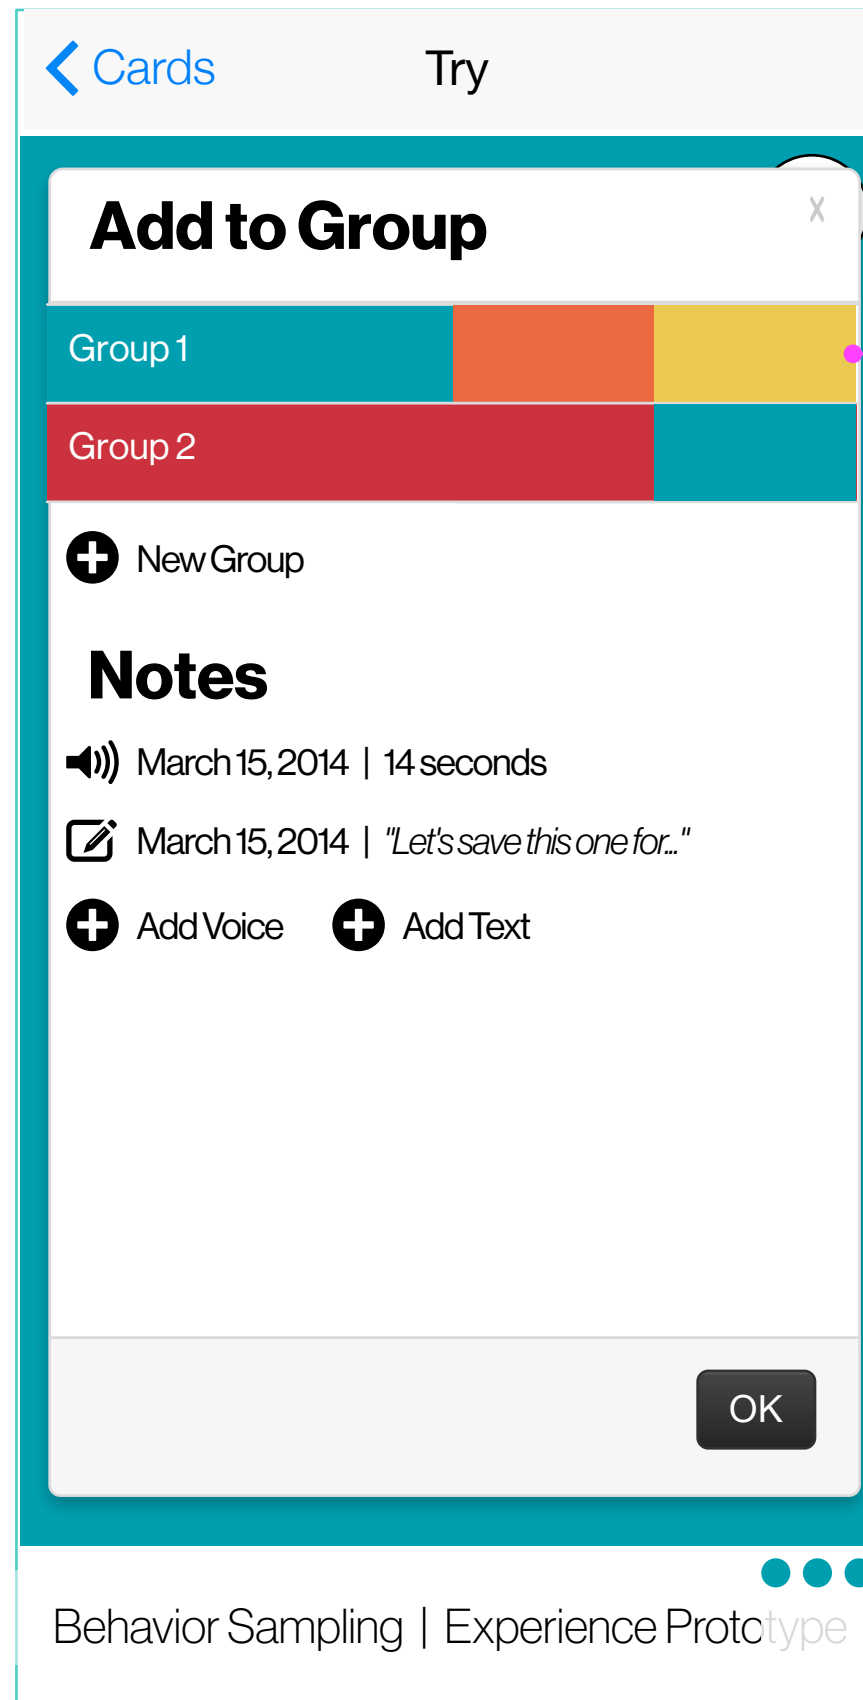 Cards Try
Add to Group
X
Group 1
Group 2
New Group
Notes
March 15, 2014 | 14 seconds
March 15, 2014 | "Let's save this one for..."
Add Voice Add Text
OK
Behavior Sampling | Experience Prototype